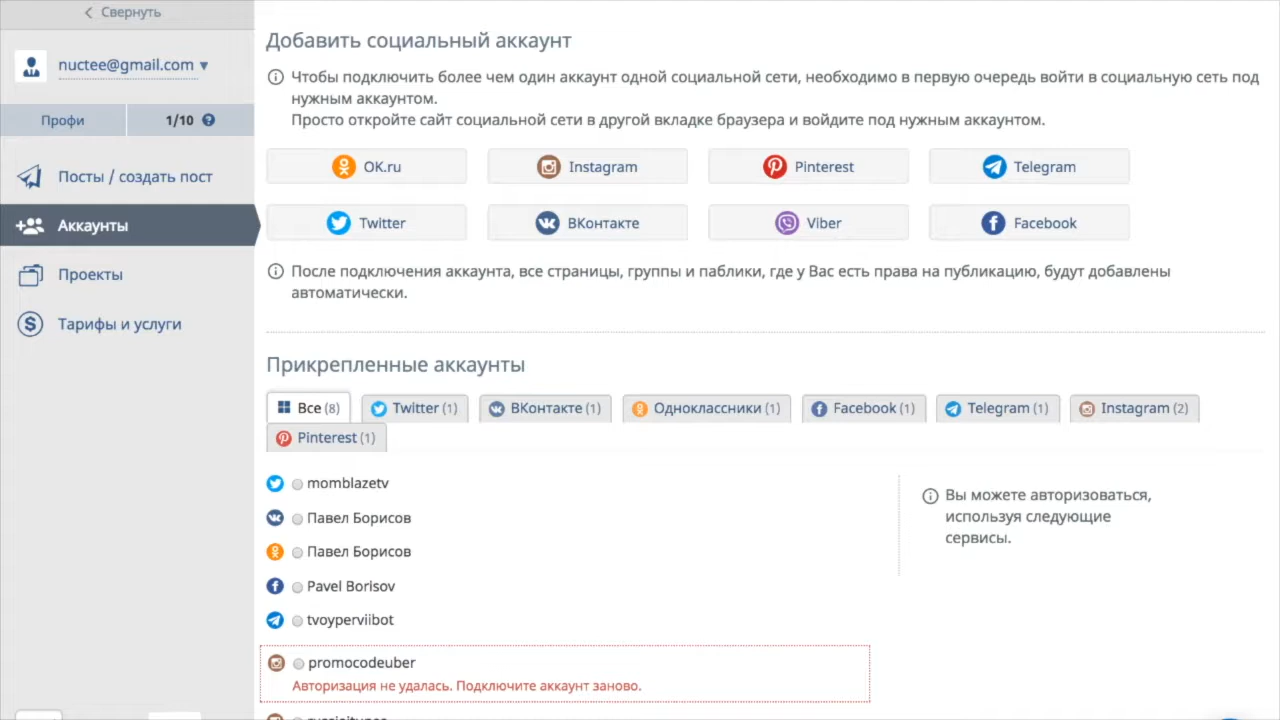 Свернуть
nuctee@gmail.com
Профи
1/10
Посты / создать пост
Аккаунты
Проекты
Тарифы и услуги
Добавить социальный аккаунт
Чтобы подключить более чем один аккаунт одной социальной сети, необходимо в первую очередь войти в социальную сеть под
нужным аккаунтом.
Просто откройте сайт социальной сети в другой вкладке браузера и войдите под нужным аккаунтом.
OK.ru
Instagram
Pinterest
Telegram
Twitter
ВКонтакте
Viber
Facebook
После подключения аккаунта, все страницы, группы и паблики, где у Вас есть права на публикацию, будут добавлены
автоматически.
Прикрепленные аккаунты
Все (8)
Twitter (1)
ВКонтакте (1)
Одноклассники (1)
Facebook (1)
Telegram (1)
Instagram (2)
Pinterest (1)
momblazetv
Павел Борисов
Павел Борисов
Pavel Borisov
tvoyperviibot
promocodeuber
Авторизация не удалась. Подключите аккаунт заново.
Вы можете авторизоваться,
используя следующие
сервисы.